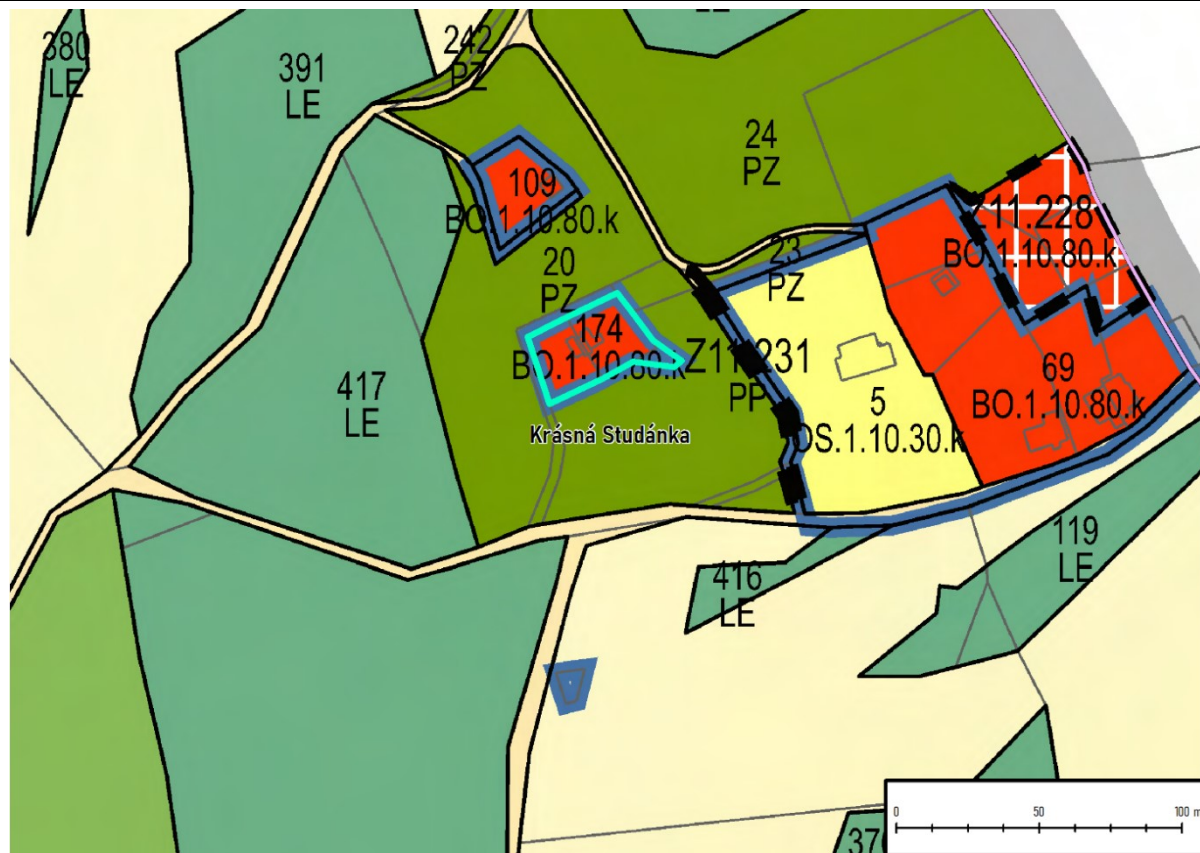 380
LE
391
LE
242
PZ
24
PZ
109
BO.1.10.80.k
20
PZ
23
PZ
Z11.228
BO.1.10.80.k
174
BO.1.10.80.k
Z11.231
PP
5
OS.1.10.30.k
69
BO.1.10.80.k
417
LE
Krásná Studánka
119
LE
416
LE
0 50 100 m